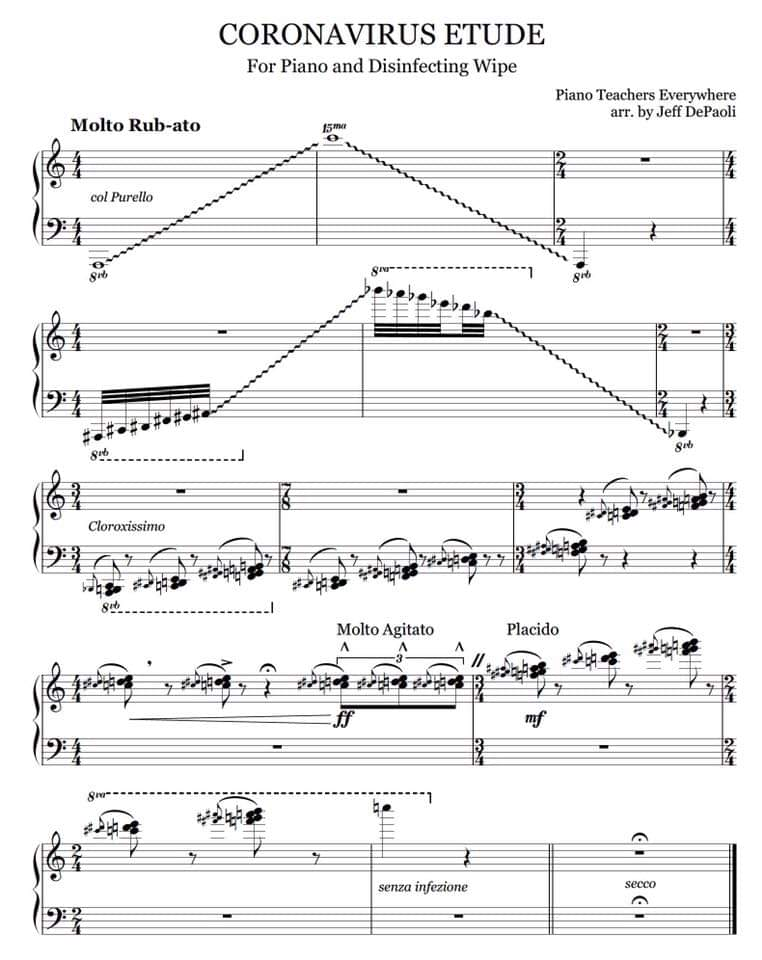 CORONAVIRUS ETUDE
For Piano and Disinfecting Wipe
Piano Teachers Everywhere
arr. by Jeff DePaoli
Molto Rub-ato
15ma
col Purello
8vb
8vb
8va
8vb
8vb
Cloroxissimo
8vb
Molto Agitato
Placido
3
ff
mf
8va
senza infezione
secco